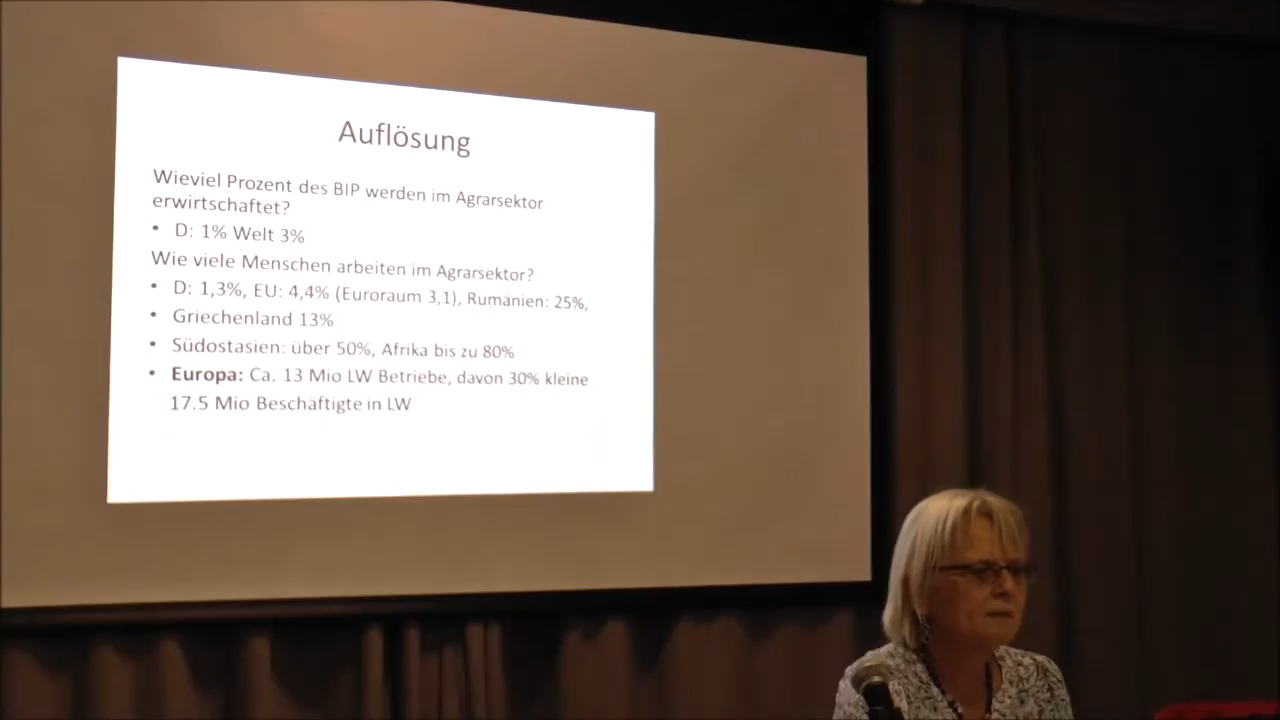 Auflösung
Wieviel Prozent des BIP werden im Agrarsektor
erwirtschaftet?
• D: 1% Welt 3%
Wie viele Menschen arbeiten im Agrarsektor?
• D: 1,3%, EU: 4,4% (Euroraum 3,1), Rumänien: 25%,
• Griechenland 13%
• Südostasien: über 50%, Afrika bis zu 80%
• Europa: Ca. 13 Mio LW Betriebe, davon 30% kleine
17.5 Mio Beschäftigte in LW